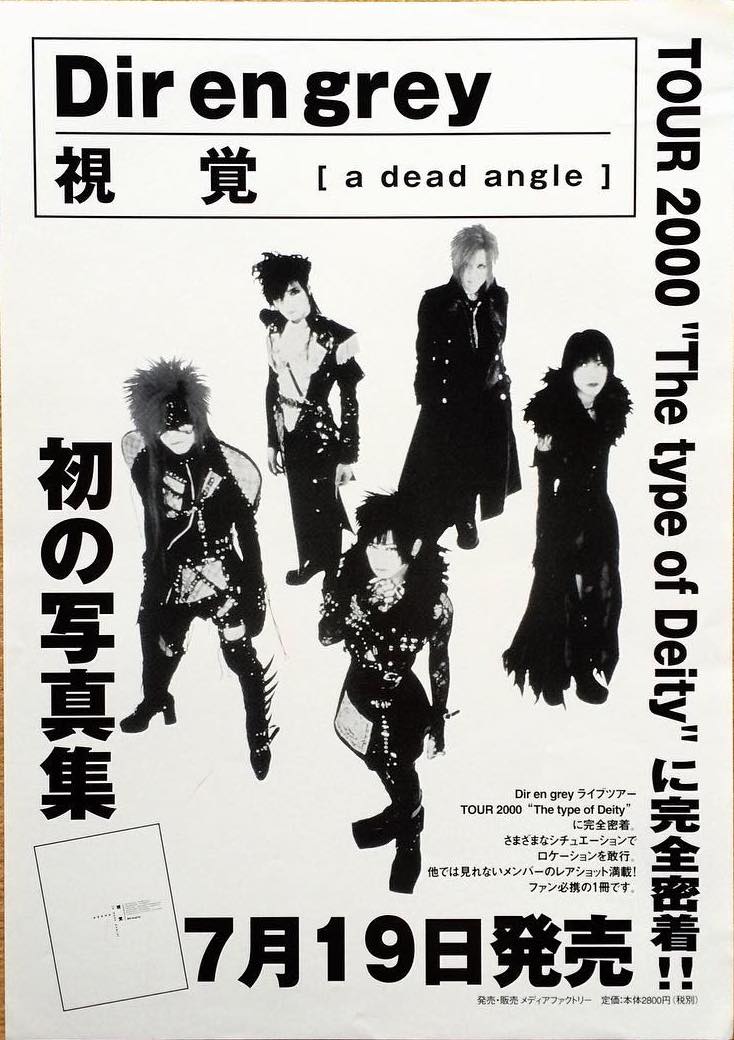 Dir en grey
視覚 [ a dead angle ]
TOUR 2000 "The type of Deity" に完全密着!!
初の写真集
Dir en grey ライブツアー
TOUR 2000 “The type of Deity”
に完全密着。
さまざまなシチュエーションで
ロケーションを敢行。
他では見れないメンバーのレアショット満載!
ファン必携の1冊です。
7月19日発売
発売・販売 メディアファクトリー 定価:本体2800円(税別)